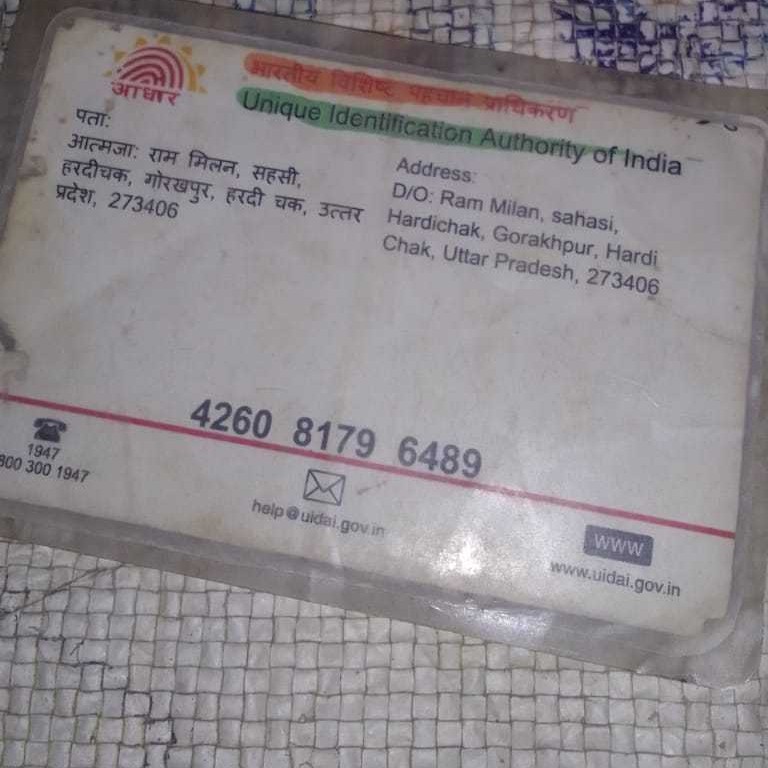 आधार
भारतीय विशिष्ट पहचान प्राधिकरण
Unique Identification Authority of India
पता:
आत्मजा: राम मिलन, सहसी,
हरदीचक, गोरखपुर, हरदी चक, उत्तर
प्रदेश, 273406
Address:
D/O: Ram Milan, sahasi,
Hardichak, Gorakhpur, Hardi
Chak, Uttar Pradesh, 273406
4260 8179 6489
1947
800 300 1947
help@uidai.gov.in
www
www.uidai.gov.in